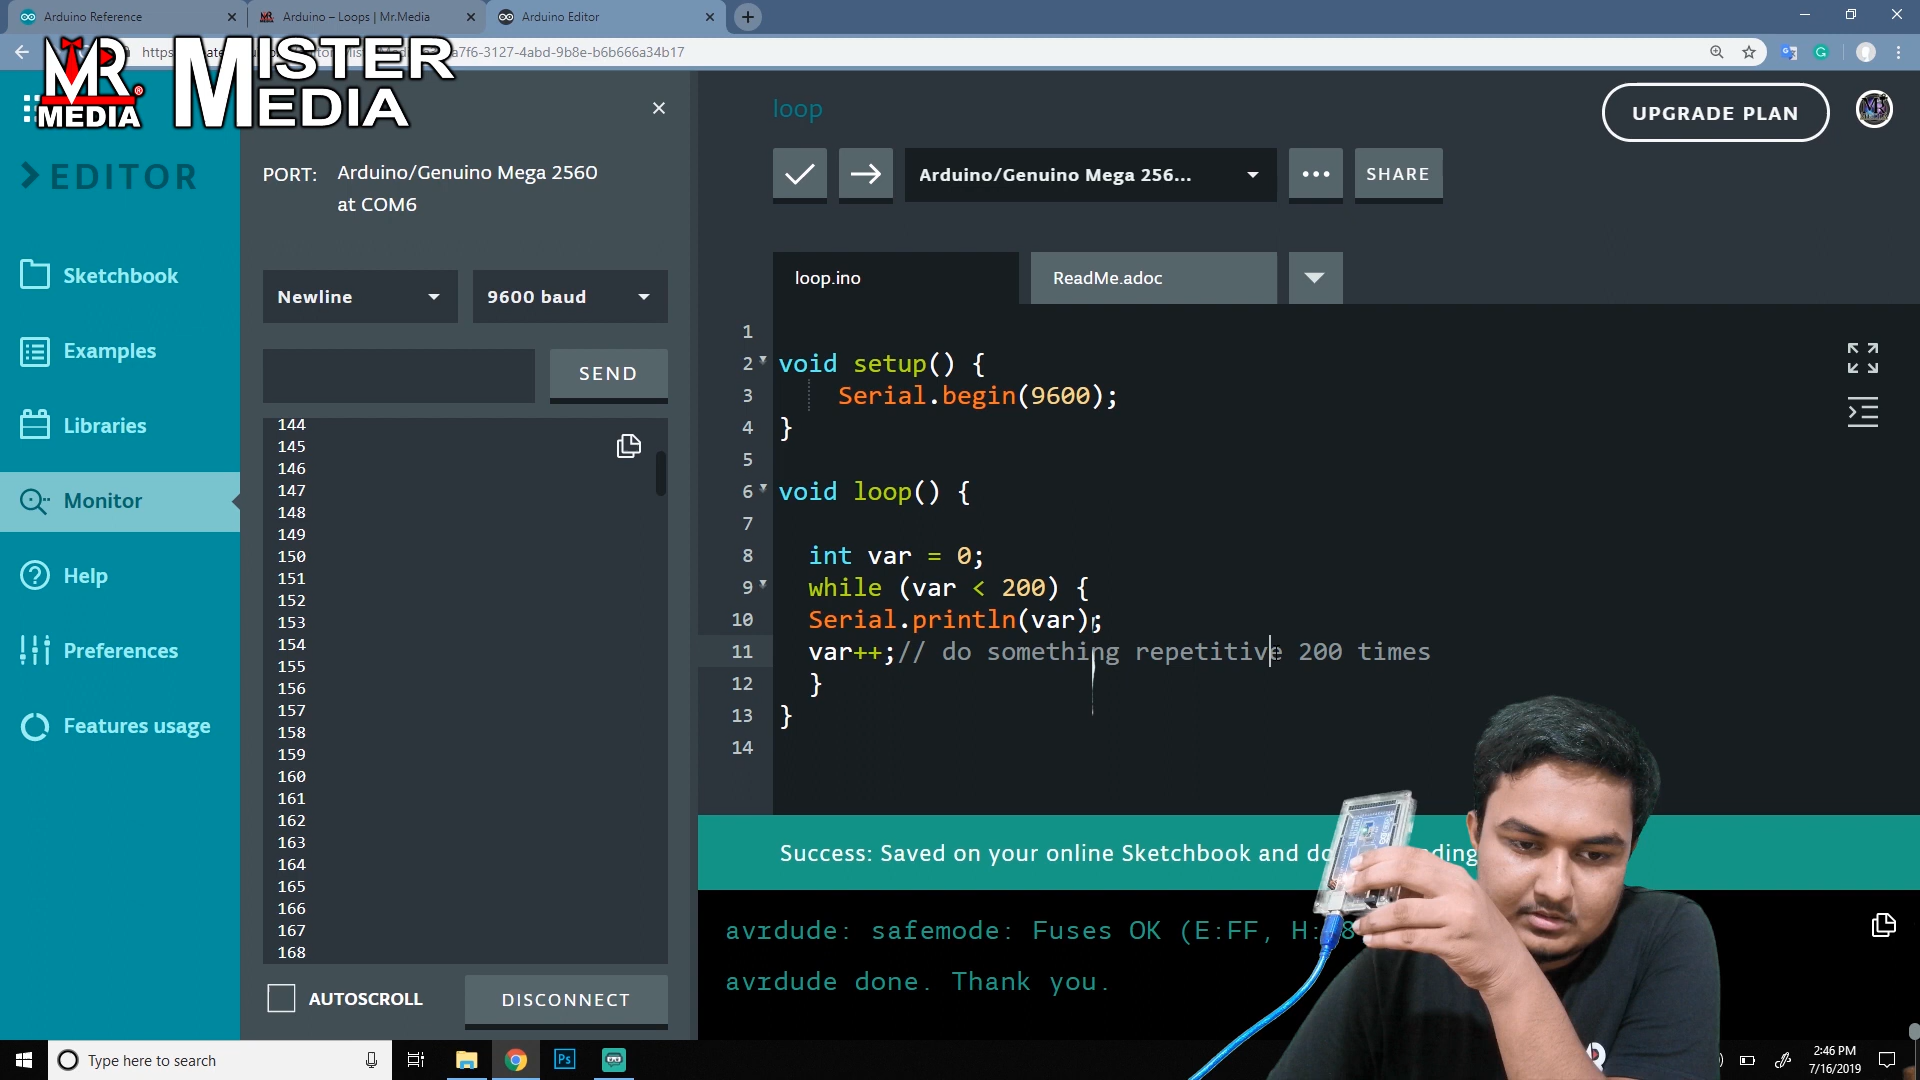 Arduino Reference
Arduino – Loops | Mr.Media
Arduino Editor
https
a7f6-3127-4abd-9b8e-b6b666a34b17
MR
MEDIA®
MISTER
MEDIA
EDITOR
Sketchbook
Examples
Libraries
Monitor
Help
Preferences
Features usage
PORT: Arduino/Genuino Mega 2560
at COM6
Newline
9600 baud
SEND
144
145
146
147
148
149
150
151
152
153
154
155
156
157
158
159
160
161
162
163
164
165
166
167
168
AUTOSCROLL
DISCONNECT
loop
UPGRADE PLAN
Arduino/Genuino Mega 256...
SHARE
loop.ino
ReadMe.adoc
1
2 void setup() {
3 Serial.begin(9600);
4 }
5
6 void loop() {
7
8 int var = 0;
9 while (var < 200) {
10 Serial.println(var);
11 var++;// do something repetitive 200 times
12 }
13 }
14
Success: Saved on your online Sketchbook and do
avrdude: safemode: Fuses OK (E:FF, H:
avrdude done. Thank you.
Type here to search
Ps
2:46 PM
7/16/2019